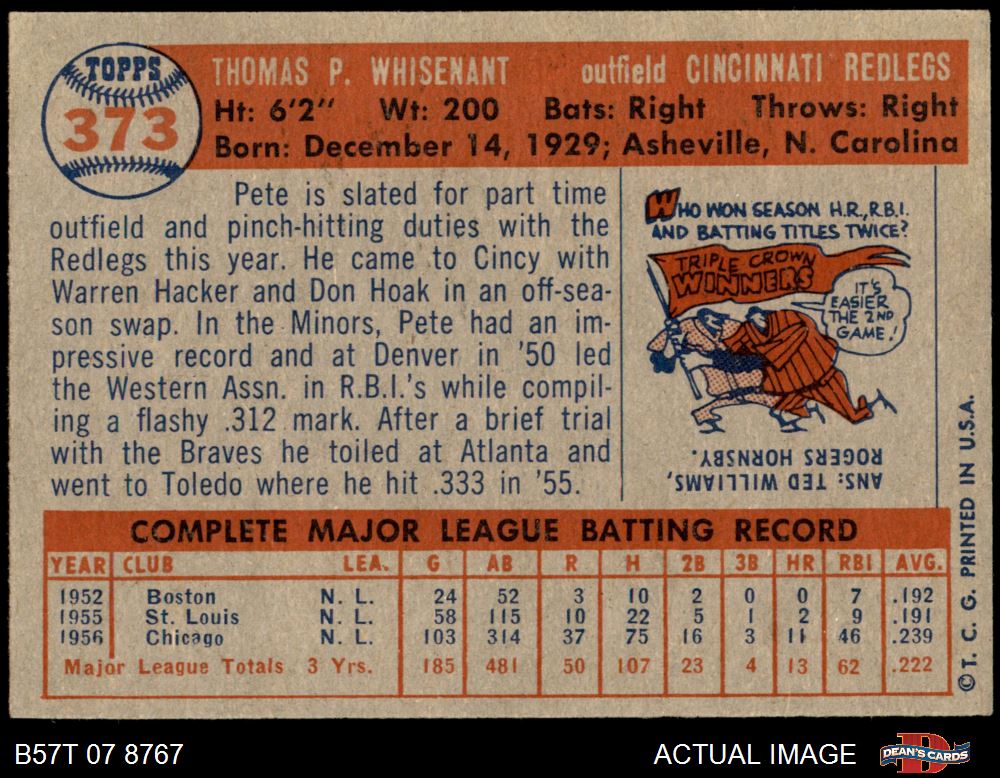 TOPPS
373
THOMAS P. WHISENANT outfield CINCINNATI REDLEGS
Ht: 6'2" Wt: 200 Bats: Right Throws: Right
Born: December 14, 1929; Asheville, N. Carolina
Pete is slated for part time
outfield and pinch-hitting duties with the
Redlegs this year. He came to Cincy with
Warren Hacker and Don Hoak in an off-sea-
son swap. In the Minors, Pete had an im-
pressive record and at Denver in '50 led
the Western Assn. in R.B.I.'s while compil-
ing a flashy .312 mark. After a brief trial
with the Braves he toiled at Atlanta and
went to Toledo where he hit .333 in '55.
WHO WON SEASON H.R., R.B.I.
AND BATTING TITLES TWICE?
TRIPLE CROWN
WINNERS
IT'S
EASIER
THE 2ND
GAME!
ANS: TED WILLIAMS,
ROGERS HORNSBY.
COMPLETE MAJOR LEAGUE BATTING RECORD
YEAR CLUB LEA. G AB R H 2B 3B HR RBI AVG.
1952 Boston N. L. 24 52 3 10 2 0 0 7 .192
1955 St. Louis N. L. 58 115 10 22 5 1 2 9 .191
1956 Chicago N. L. 103 314 37 75 16 3 11 46 .239
Major League Totals 3 Yrs. 185 481 50 107 23 4 13 62 .222
©T. C. G. PRINTED IN U.S.A.
B57T 07 8767 ACTUAL IMAGE
DEAN'S CARDS